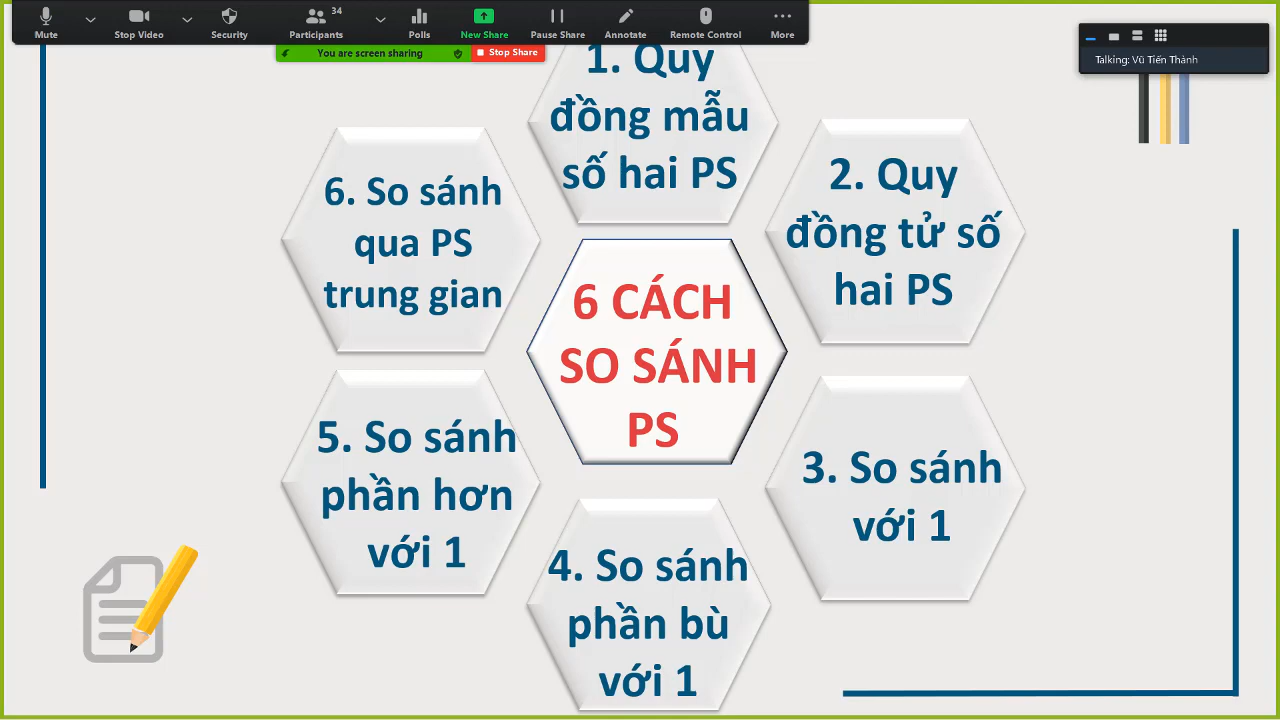 34
Mute
Stop Video
Security
Participants
Polls
New Share
Pause Share
Annotate
Remote Control
More
You are screen sharing
Stop Share
Talking: Vũ Tiến Thành
1. Quy
đồng mẫu
số hai PS
2. Quy
đồng tử số
hai PS
6. So sánh
qua PS
trung gian
6 CÁCH
SO SÁNH
PS
3. So sánh
với 1
5. So sánh
phần hơn
với 1
4. So sánh
phần bù
với 1